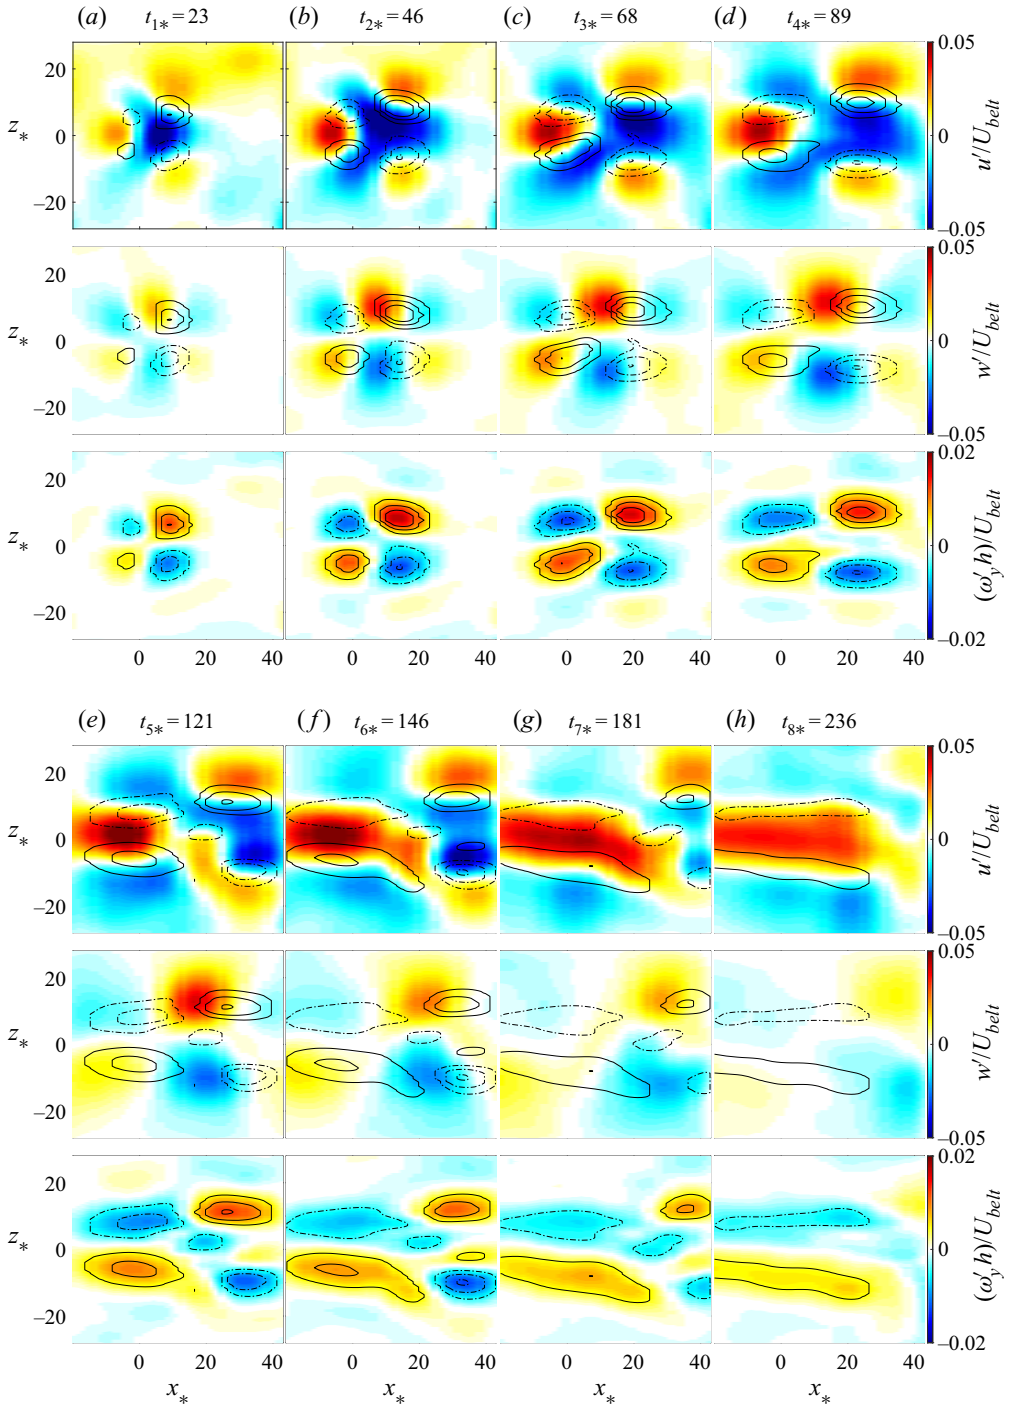 (a) t1* = 23 (b) t2* = 46 (c) t3* = 68 (d) t4* = 89
20
0
–20
z*
0.05
0
–0.05
u′/Ubelt
20
0
–20
z*
0.05
0
–0.05
w′/Ubelt
20
0
–20
z*
0.02
0
–0.02
(ω′y h)/Ubelt
0 20 40 0 20 40 0 20 40 0 20 40
(e) t5* = 121 (f) t6* = 146 (g) t7* = 181 (h) t8* = 236
20
0
–20
z*
0.05
0
–0.05
u′/Ubelt
20
0
–20
z*
0.05
0
–0.05
w′/Ubelt
20
0
–20
z*
0.02
0
–0.02
(ω′y h)/Ubelt
0 20 40 0 20 40 0 20 40 0 20 40
x* x* x* x*